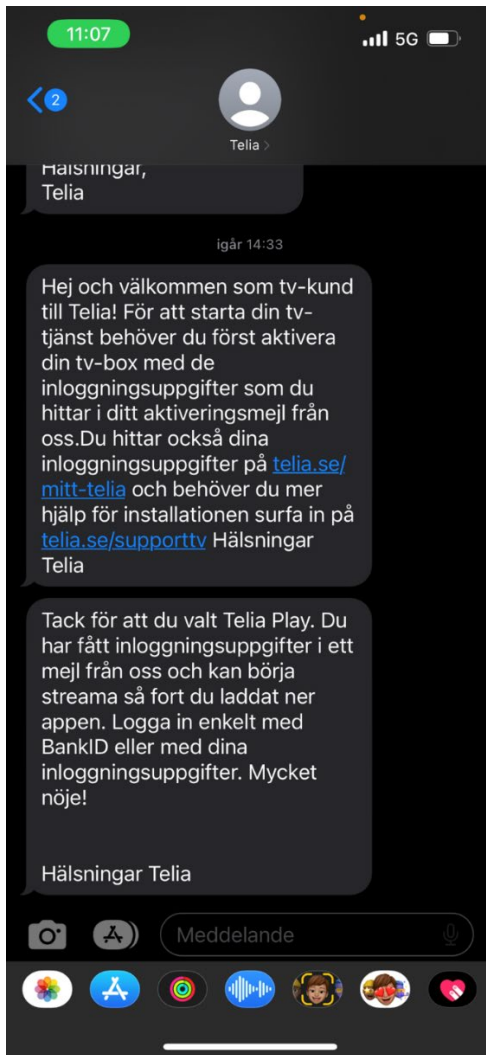 11:07
5G
2
Telia
Hälsningar,
Telia
igår 14:33
Hej och välkommen som tv-kund
till Telia! För att starta din tv-
tjänst behöver du först aktivera
din tv-box med de
inloggningsuppgifter som du
hittar i ditt aktiveringsmejl från
oss.Du hittar också dina
inloggningsuppgifter på telia.se/
mitt-telia och behöver du mer
hjälp för installationen surfa in på
telia.se/supporttv Hälsningar
Telia
Tack för att du valt Telia Play. Du
har fått inloggningsuppgifter i ett
mejl från oss och kan börja
streama så fort du laddat ner
appen. Logga in enkelt med
BankID eller med dina
inloggningsuppgifter. Mycket
nöje!
Hälsningar Telia
Meddelande